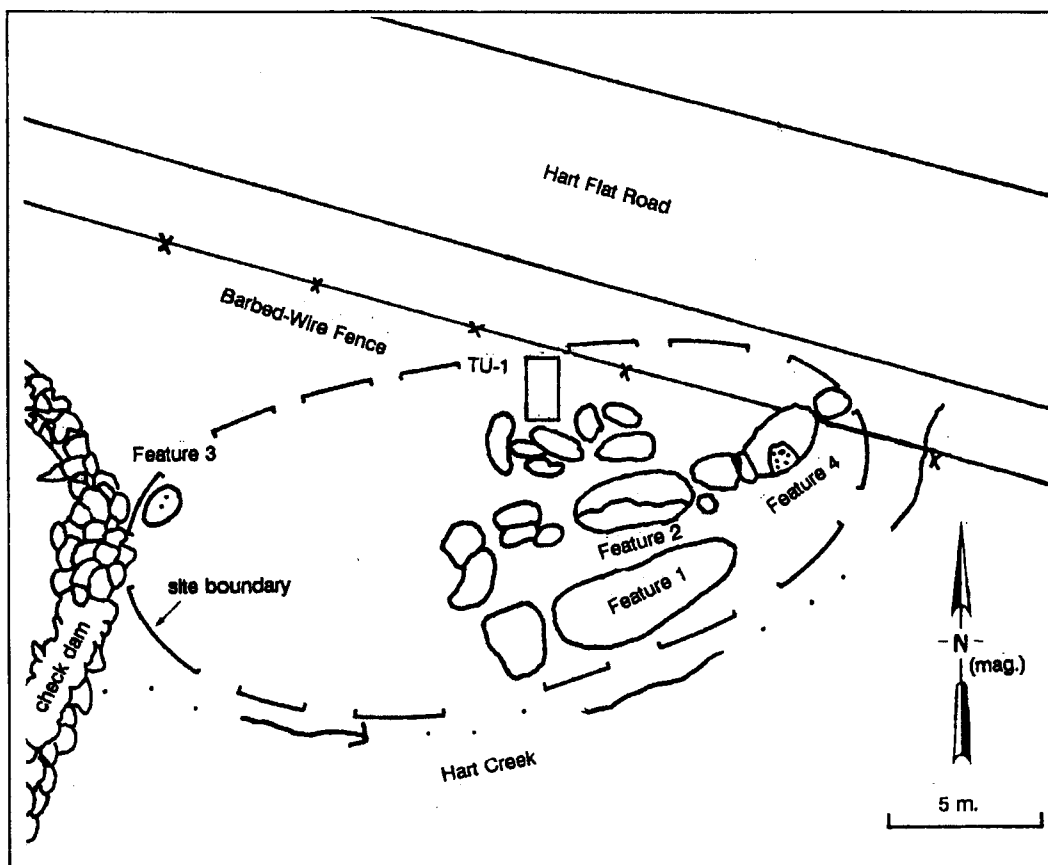 Hart Flat Road
Barbed-Wire Fence
TU-1
Feature 3
Feature 4
Feature 2
site boundary
Feature 1
check dam
N
(mag.)
Hart Creek
5 m.